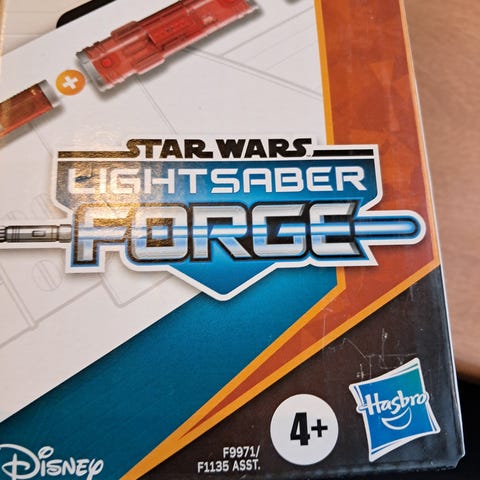 STAR WARS
LIGHTSABER
FORGE
Hasbro
4+
F9971/
F1135 ASST.
Disney